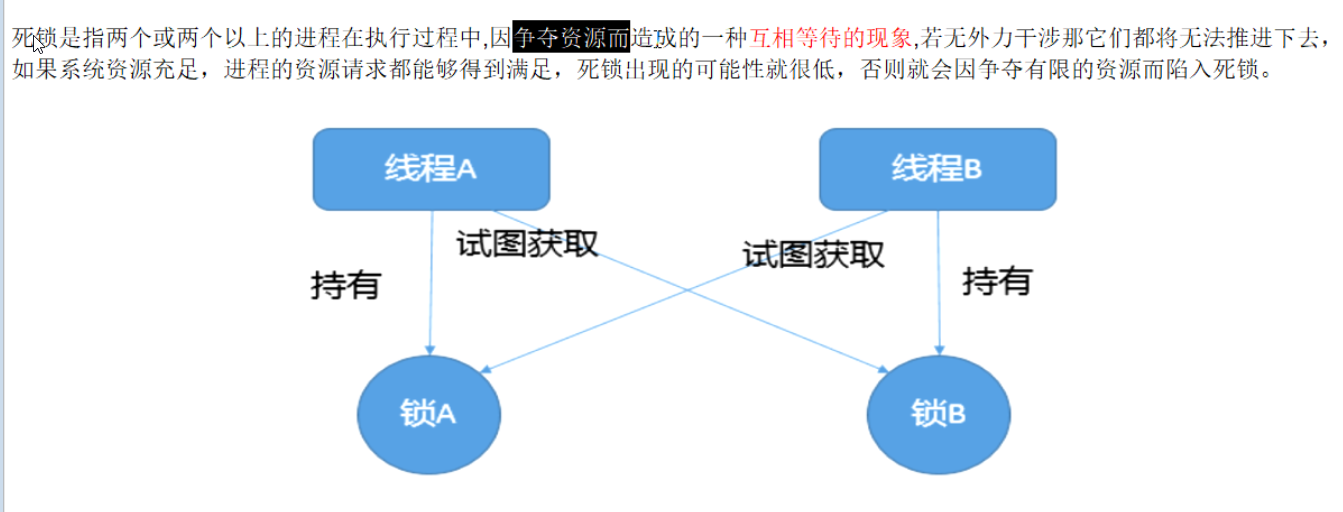 死锁是指两个或两个以上的进程在执行过程中,因争夺资源而造成的一种互相等待的现象,若无外力干涉那它们都将无法推进下去,
如果系统资源充足，进程的资源请求都能够得到满足，死锁出现的可能性就很低，否则就会因争夺有限的资源而陷入死锁。
线程A
线程B
试图获取
试图获取
持有
持有
锁A
锁B